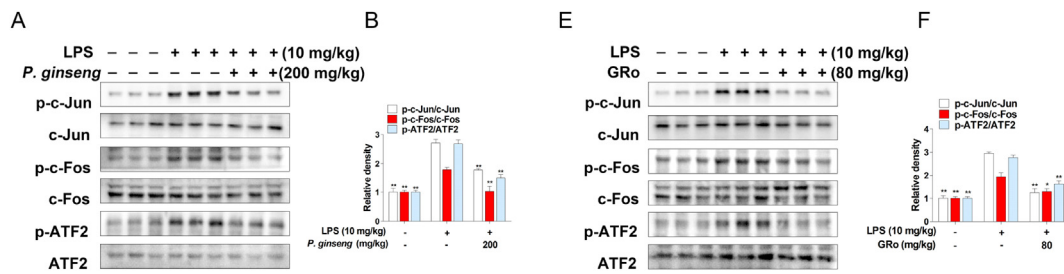 A
LPS – – – + + + + + + (10 mg/kg)
P. ginseng – – – – – – + + + (200 mg/kg)
p-c-Jun
c-Jun
p-c-Fos
c-Fos
p-ATF2
ATF2
B
p-c-Jun/c-Jun
p-c-Fos/c-Fos
p-ATF2/ATF2
Relative density
3
2
1
0
** ** **
** ** **
LPS (10 mg/kg) - + +
P. ginseng (mg/kg) - - 200
E
LPS – – – + + + + + + (10 mg/kg)
GRo – – – – – – + + + (80 mg/kg)
p-c-Jun
c-Jun
p-c-Fos
c-Fos
p-ATF2
ATF2
F
p-c-Jun/c-Jun
p-c-Fos/c-Fos
p-ATF2/ATF2
Relative density
4
3
2
1
0
** ** **
** * **
LPS (10 mg/kg) - + +
GRo (mg/kg) - - 80